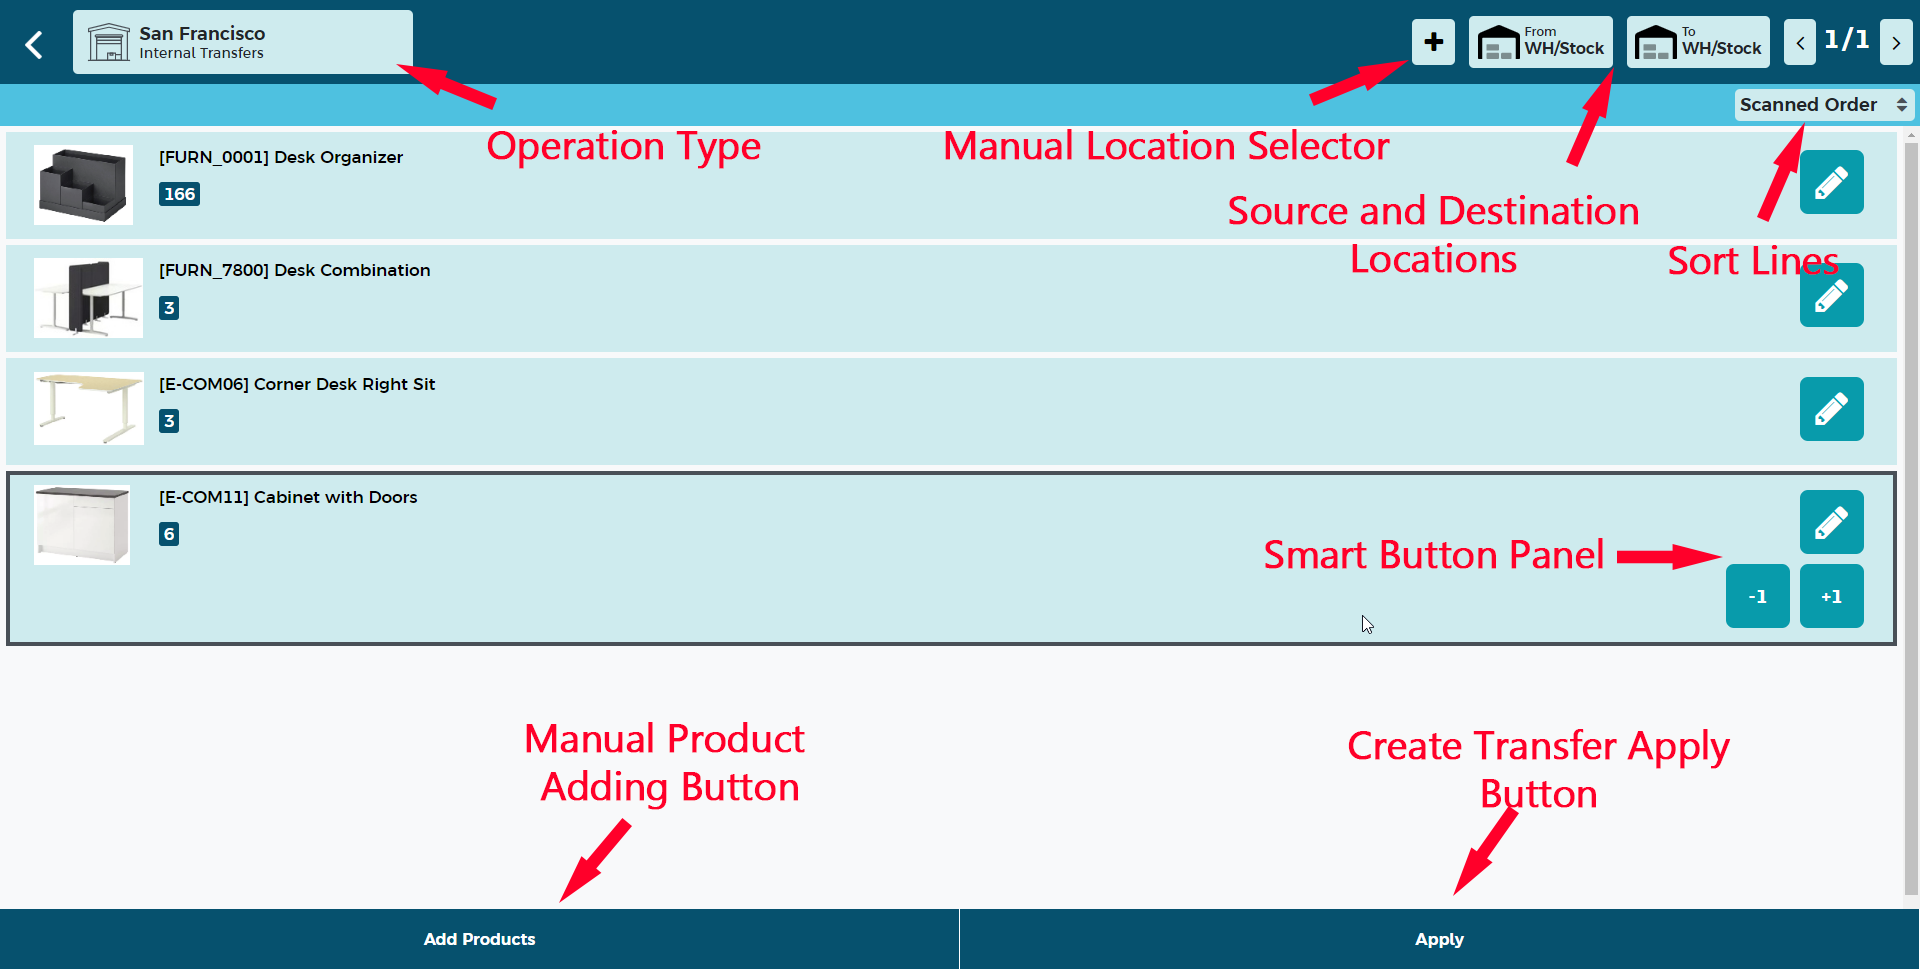 San Francisco
Internal Transfers
From
WH/Stock
To
WH/Stock
1/1
Scanned Order
Operation Type
Manual Location Selector
Source and Destination
Locations
Sort Lines
[FURN_0001] Desk Organizer
166
[FURN_7800] Desk Combination
3
[E-COM06] Corner Desk Right Sit
3
[E-COM11] Cabinet with Doors
6
Smart Button Panel
-1
+1
Manual Product
Adding Button
Create Transfer Apply
Button
Add Products
Apply